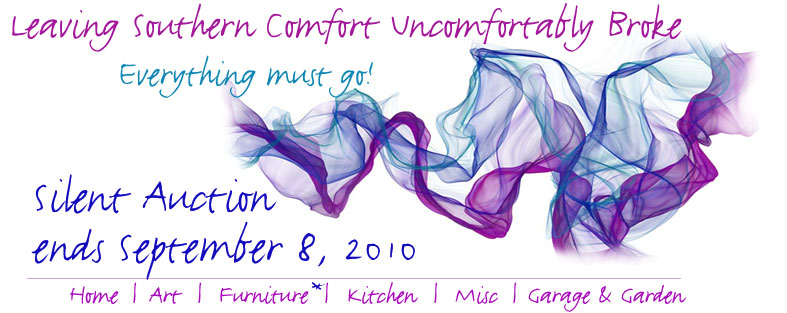 Leaving Southern Comfort Uncomfortably Broke
Everything must go!
Silent Auction
ends September 8, 2010
Home | Art | Furniture* | Kitchen | Misc | Garage & Garden